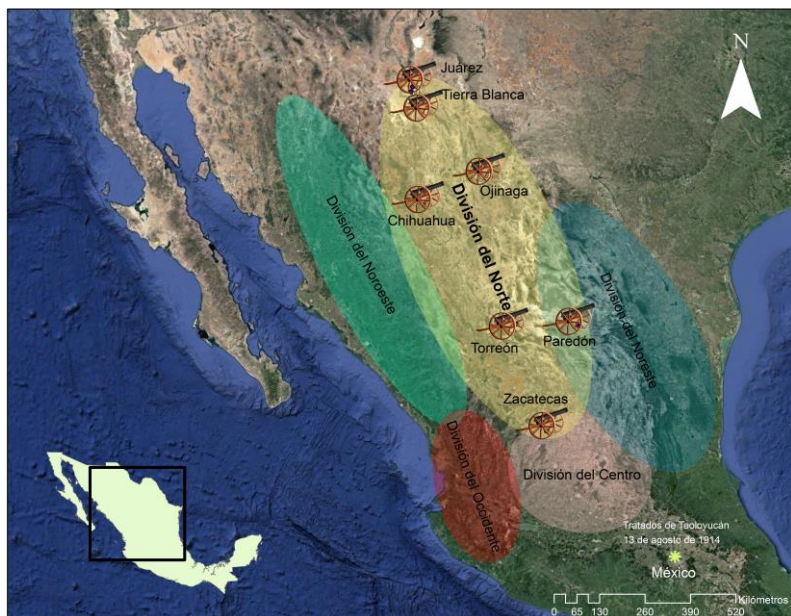 N
Juárez
Tierra Blanca
Ojinaga
Chihuahua
División del Noroeste
División del Norte
División del Noreste
Torreón
Paredón
Zacatecas
División del Occidente
División del Centro
Tratados de Teoloyucán
13 de agosto de 1914
México
Kilómetros
0 65 130 260 390 520